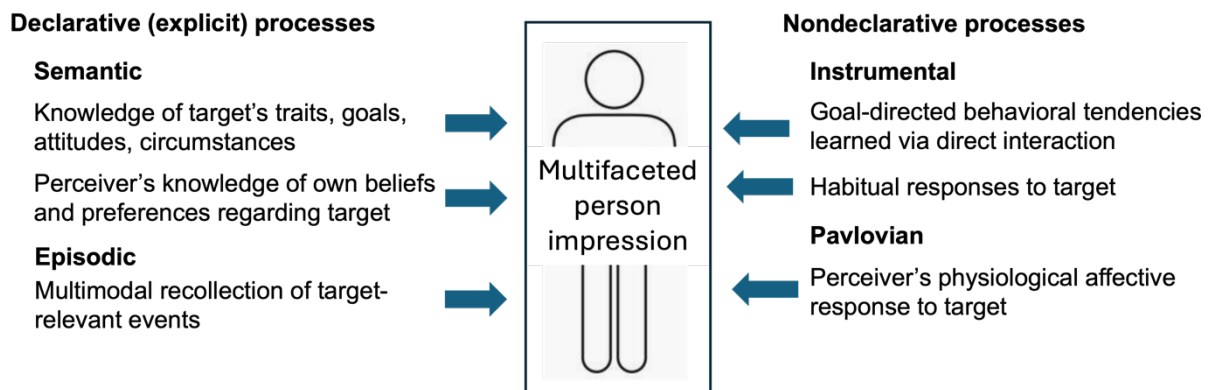 Declarative (explicit) processes
Semantic
Knowledge of target's traits, goals,
attitudes, circumstances
Perceiver's knowledge of own beliefs
and preferences regarding target
Episodic
Multimodal recollection of target-
relevant events
Multifaceted
person
impression
Nondeclarative processes
Instrumental
Goal-directed behavioral tendencies
learned via direct interaction
Habitual responses to target
Pavlovian
Perceiver's physiological affective
response to target